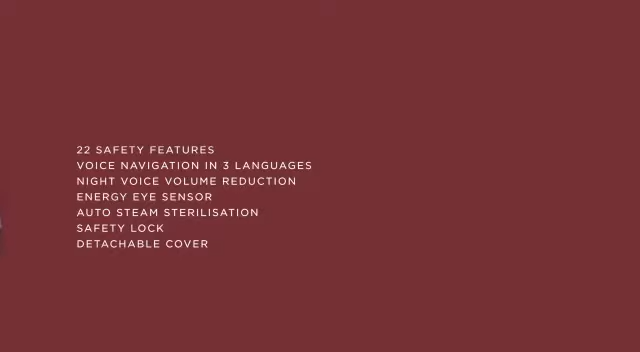 22 SAFETY FEATURES
VOICE NAVIGATION IN 3 LANGUAGES
NIGHT VOICE VOLUME REDUCTION
ENERGY EYE SENSOR
AUTO STEAM STERILISATION
SAFETY LOCK
DETACHABLE COVER